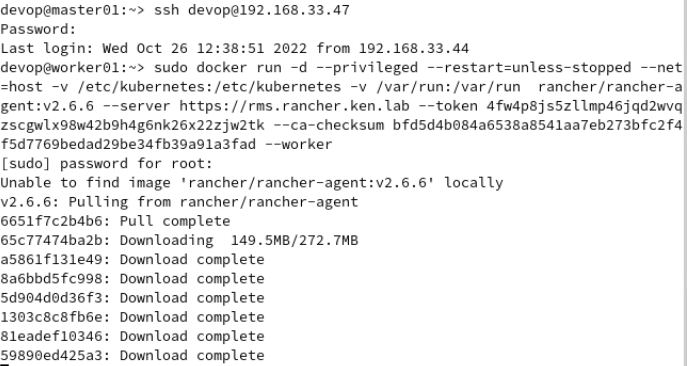 devop@master01:~> ssh devop@192.168.33.47
Password:
Last login: Wed Oct 26 12:38:51 2022 from 192.168.33.44
devop@worker01:~> sudo docker run -d --privileged --restart=unless-stopped --net
=host -v /etc/kubernetes:/etc/kubernetes -v /var/run:/var/run  rancher/rancher-a
gent:v2.6.6 --server https://rms.rancher.ken.lab --token 4fw4p8js5zllmp46jqd2wvq
zscgwlx98w42b9h4g6nk26x22zjw2tk --ca-checksum bfd5d4b084a6538a8541aa7eb273bfc2f4
f5d7769bedad29be34fb39a91a3fad --worker
[sudo] password for root:
Unable to find image 'rancher/rancher-agent:v2.6.6' locally
v2.6.6: Pulling from rancher/rancher-agent
6651f7c2b4b6: Pull complete
65c77474ba2b: Downloading  149.5MB/272.7MB
a5861f131e49: Download complete
8a6bbd5fc998: Download complete
5d904d0d36f3: Download complete
1303c8c8fb6e: Download complete
81eadef10346: Download complete
59890ed425a3: Download complete